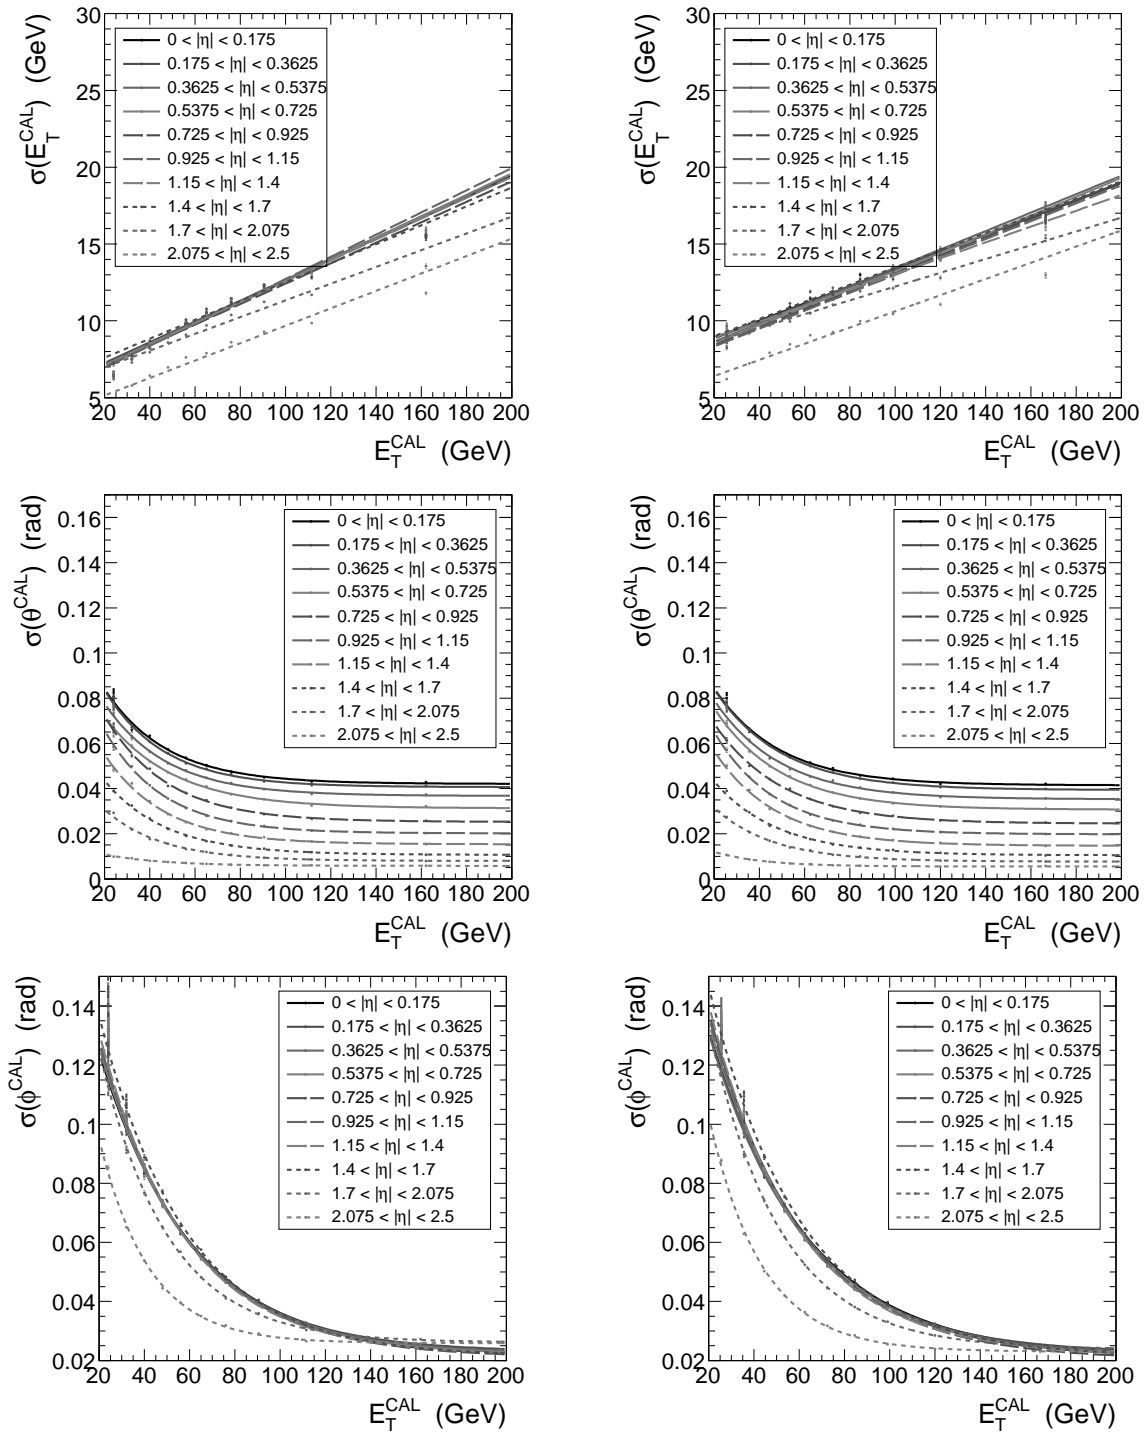 σ(E_T^CAL) (GeV)
30
25
20
15
10
5
0 < |η| < 0.175
0.175 < |η| < 0.3625
0.3625 < |η| < 0.5375
0.5375 < |η| < 0.725
0.725 < |η| < 0.925
0.925 < |η| < 1.15
1.15 < |η| < 1.4
1.4 < |η| < 1.7
1.7 < |η| < 2.075
2.075 < |η| < 2.5
20 40 60 80 100 120 140 160 180 200
E_T^CAL (GeV)
σ(E_T^CAL) (GeV)
30
25
20
15
10
5
0 < |η| < 0.175
0.175 < |η| < 0.3625
0.3625 < |η| < 0.5375
0.5375 < |η| < 0.725
0.725 < |η| < 0.925
0.925 < |η| < 1.15
1.15 < |η| < 1.4
1.4 < |η| < 1.7
1.7 < |η| < 2.075
2.075 < |η| < 2.5
20 40 60 80 100 120 140 160 180 200
E_T^CAL (GeV)
σ(θ^CAL) (rad)
0.16
0.14
0.12
0.1
0.08
0.06
0.04
0.02
0
0 < |η| < 0.175
0.175 < |η| < 0.3625
0.3625 < |η| < 0.5375
0.5375 < |η| < 0.725
0.725 < |η| < 0.925
0.925 < |η| < 1.15
1.15 < |η| < 1.4
1.4 < |η| < 1.7
1.7 < |η| < 2.075
2.075 < |η| < 2.5
20 40 60 80 100 120 140 160 180 200
E_T^CAL (GeV)
σ(θ^CAL) (rad)
0.16
0.14
0.12
0.1
0.08
0.06
0.04
0.02
0
0 < |η| < 0.175
0.175 < |η| < 0.3625
0.3625 < |η| < 0.5375
0.5375 < |η| < 0.725
0.725 < |η| < 0.925
0.925 < |η| < 1.15
1.15 < |η| < 1.4
1.4 < |η| < 1.7
1.7 < |η| < 2.075
2.075 < |η| < 2.5
20 40 60 80 100 120 140 160 180 200
E_T^CAL (GeV)
σ(ϕ^CAL) (rad)
0.14
0.12
0.1
0.08
0.06
0.04
0.02
0 < |η| < 0.175
0.175 < |η| < 0.3625
0.3625 < |η| < 0.5375
0.5375 < |η| < 0.725
0.725 < |η| < 0.925
0.925 < |η| < 1.15
1.15 < |η| < 1.4
1.4 < |η| < 1.7
1.7 < |η| < 2.075
2.075 < |η| < 2.5
20 40 60 80 100 120 140 160 180 200
E_T^CAL (GeV)
σ(ϕ^CAL) (rad)
0.14
0.12
0.1
0.08
0.06
0.04
0.02
0 < |η| < 0.175
0.175 < |η| < 0.3625
0.3625 < |η| < 0.5375
0.5375 < |η| < 0.725
0.725 < |η| < 0.925
0.925 < |η| < 1.15
1.15 < |η| < 1.4
1.4 < |η| < 1.7
1.7 < |η| < 2.075
2.075 < |η| < 2.5
20 40 60 80 100 120 140 160 180 200
E_T^CAL (GeV)